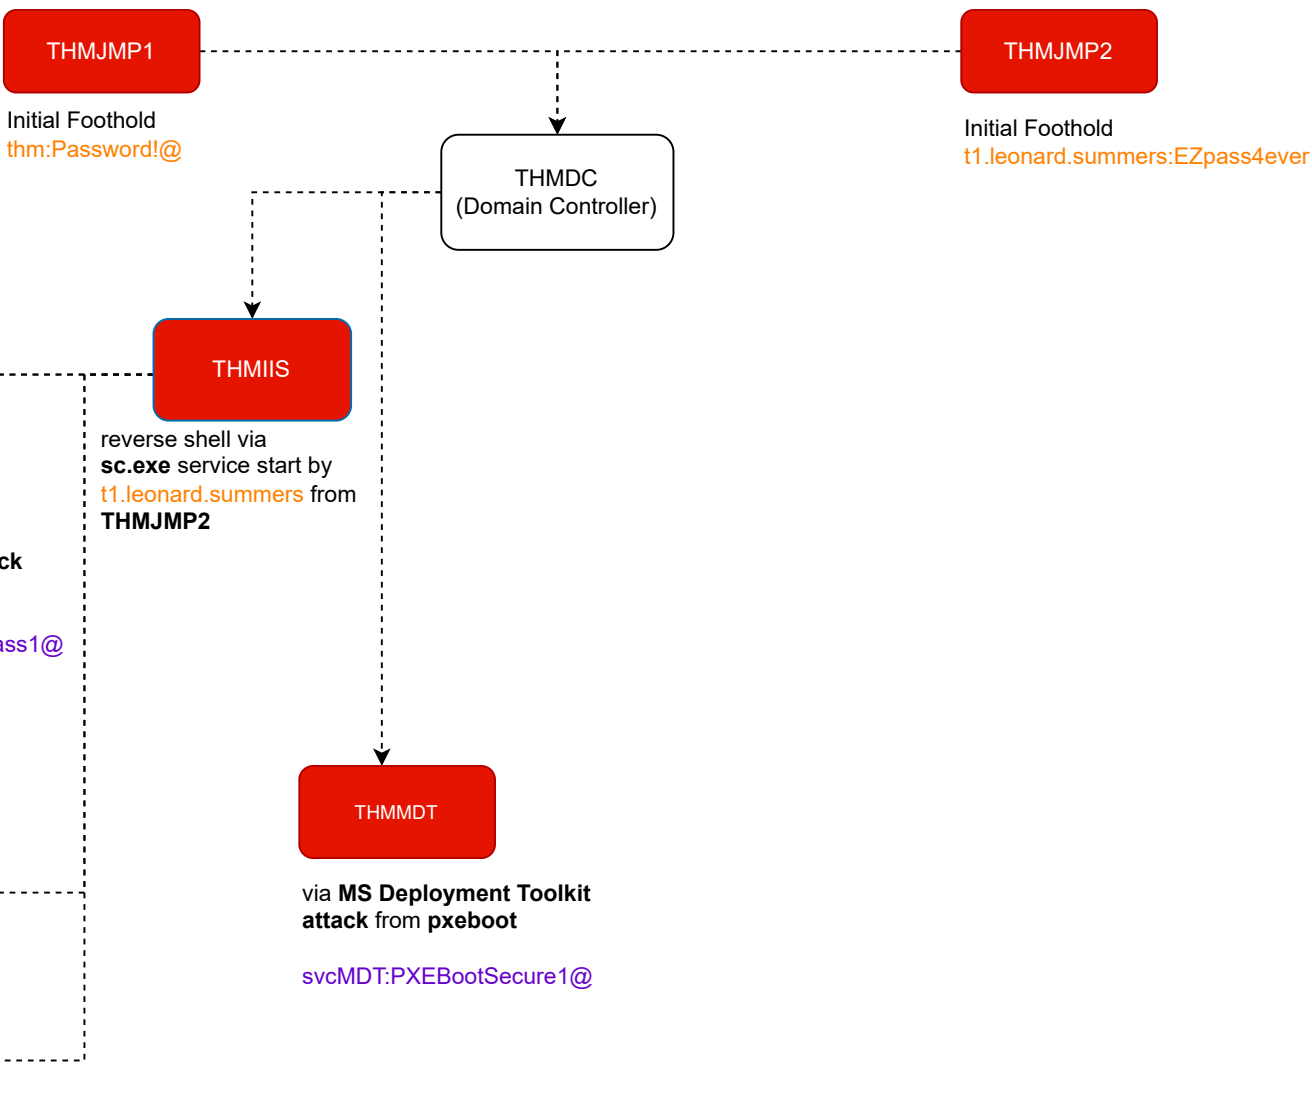 THMJMP1
THMJMP2
Initial Foothold
thm:Password!@
Initial Foothold
t1.leonard.summers:EZpass4ever
THMDC
(Domain Controller)
THMIIS
reverse shell via
sc.exe service start by
t1.leonard.summers from
THMJMP2
ck
ass1@
THMMDT
via MS Deployment Toolkit
attack from pxeboot
svcMDT:PXEBootSecure1@